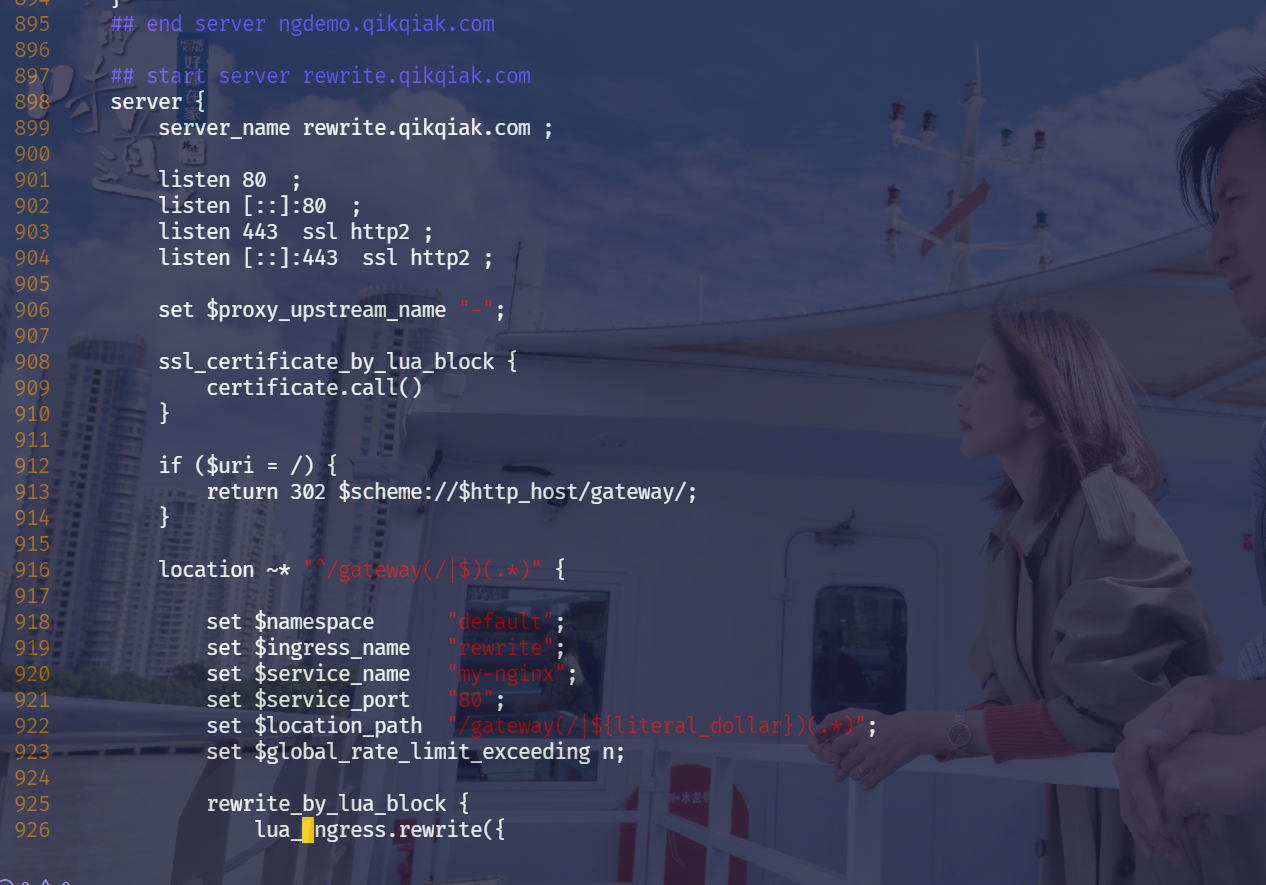 895 ## end server ngdemo.qikqiak.com
896
897 ## start server rewrite.qikqiak.com
898 server {
899 server_name rewrite.qikqiak.com ;
900
901 listen 80 ;
902 listen [::]:80 ;
903 listen 443 ssl http2 ;
904 listen [::]:443 ssl http2 ;
905
906 set $proxy_upstream_name "-";
907
908 ssl_certificate_by_lua_block {
909 certificate.call()
910 }
911
912 if ($uri = /) {
913 return 302 $scheme://$http_host/gateway/;
914 }
915
916 location ~* "^/gateway(/|$)(.*)" {
917
918 set $namespace "default";
919 set $ingress_name "rewrite";
920 set $service_name "my-nginx";
921 set $service_port "80";
922 set $location_path "/gateway(/|${literal_dollar})(.*)";
923 set $global_rate_limit_exceeding n;
924
925 rewrite_by_lua_block {
926 lua_ingress.rewrite({
味道